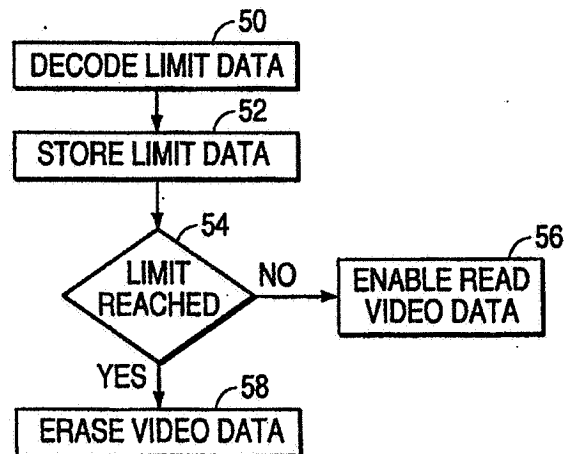 50
DECODE LIMIT DATA
52
STORE LIMIT DATA
54
LIMIT
REACHED
NO
56
ENABLE READ
VIDEO DATA
YES
58
ERASE VIDEO DATA